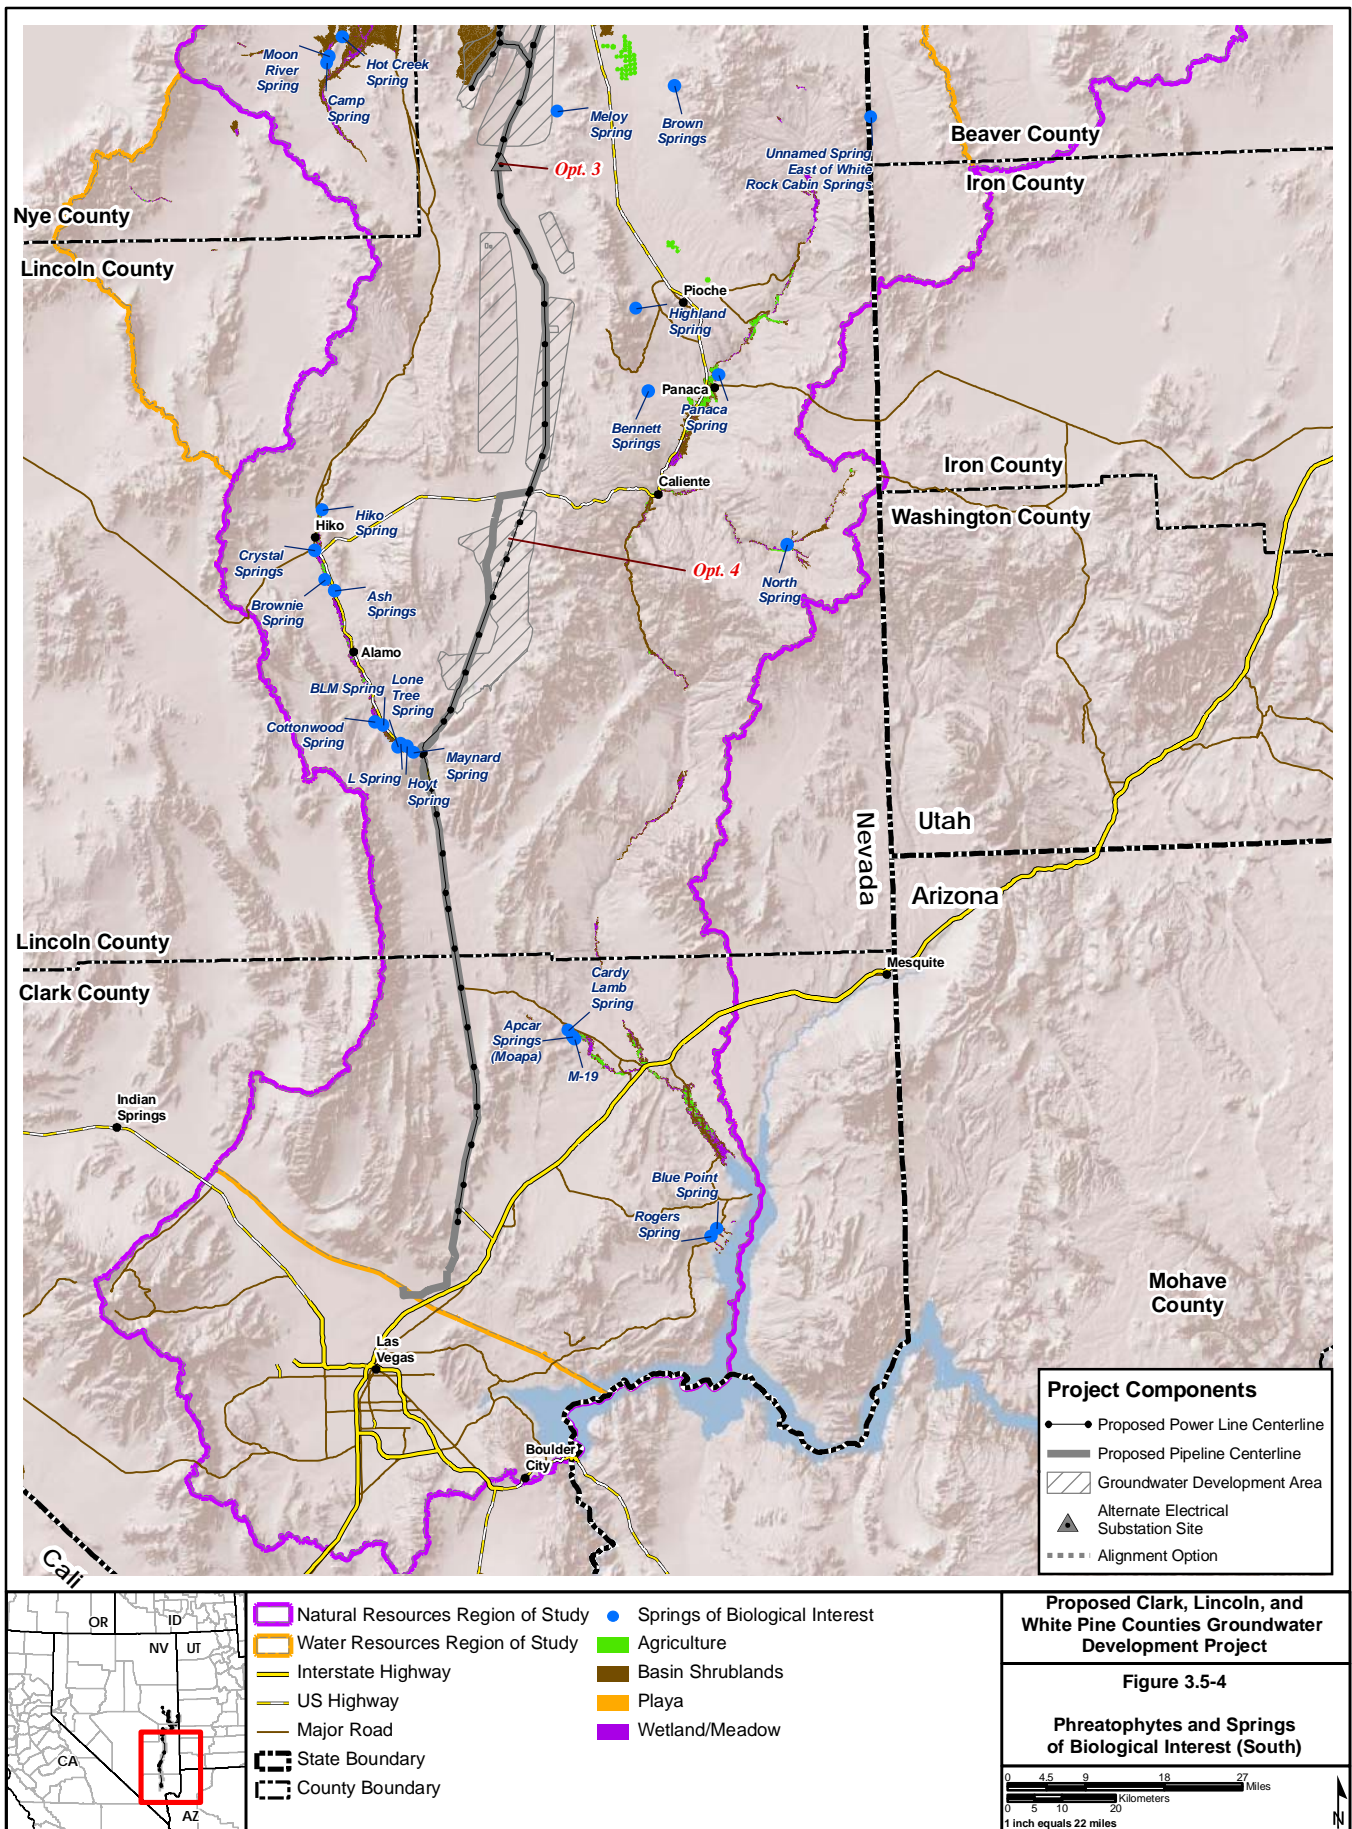 Moon
River
Spring
Hot Creek
Spring
Camp
Spring
Meloy
Spring
Brown
Springs
Unnamed Spring
East of White
Rock Cabin Springs
Beaver County
Iron County
Opt. 3
Nye County
Lincoln County
Pioche
Highland
Spring
Panaca
Panaca
Spring
Bennett
Springs
Caliente
Iron County
Washington County
Hiko
Spring
Hiko
Crystal
Springs
Brownie
Spring
Ash
Springs
Opt. 4
North
Spring
Alamo
BLM Spring
Lone
Tree
Spring
Cottonwood
Spring
L Spring
Hoyt
Spring
Maynard
Spring
Nevada
Utah
Arizona
Lincoln County
Clark County
Mesquite
Cardy
Lamb
Spring
Apcar
Springs
(Moapa)
M-19
Indian
Springs
Blue Point
Spring
Rogers
Spring
Mohave
County
Las
Vegas
Boulder
City
Cali
Project Components
Proposed Power Line Centerline
Proposed Pipeline Centerline
Groundwater Development Area
Alternate Electrical
Substation Site
Alignment Option
OR
ID
NV
UT
CA
AZ
Natural Resources Region of Study
Water Resources Region of Study
Interstate Highway
US Highway
Major Road
State Boundary
County Boundary
Springs of Biological Interest
Agriculture
Basin Shrublands
Playa
Wetland/Meadow
Proposed Clark, Lincoln, and
White Pine Counties Groundwater
Development Project
Figure 3.5-4
Phreatophytes and Springs
of Biological Interest (South)
0 4.5 9 18 27
Miles
Kilometers
0 5 10 20
1 inch equals 22 miles
N